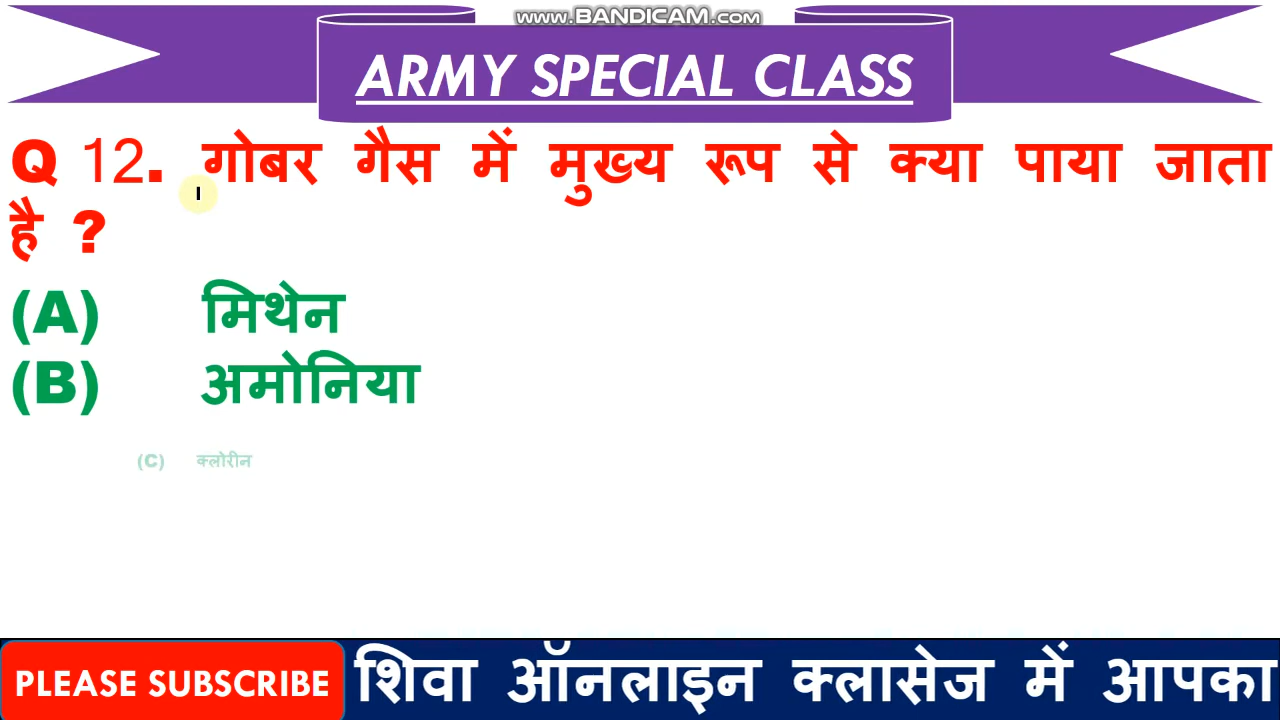 www.BANDICAM.com
ARMY SPECIAL CLASS
Q 12. गोबर गैस में मुख्य रूप से क्या पाया जाता
है ?
(A) मिथेन
(B) अमोनिया
(C) क्लोरीन
PLEASE SUBSCRIBE
शिवा ऑनलाइन क्लासेज में आपका